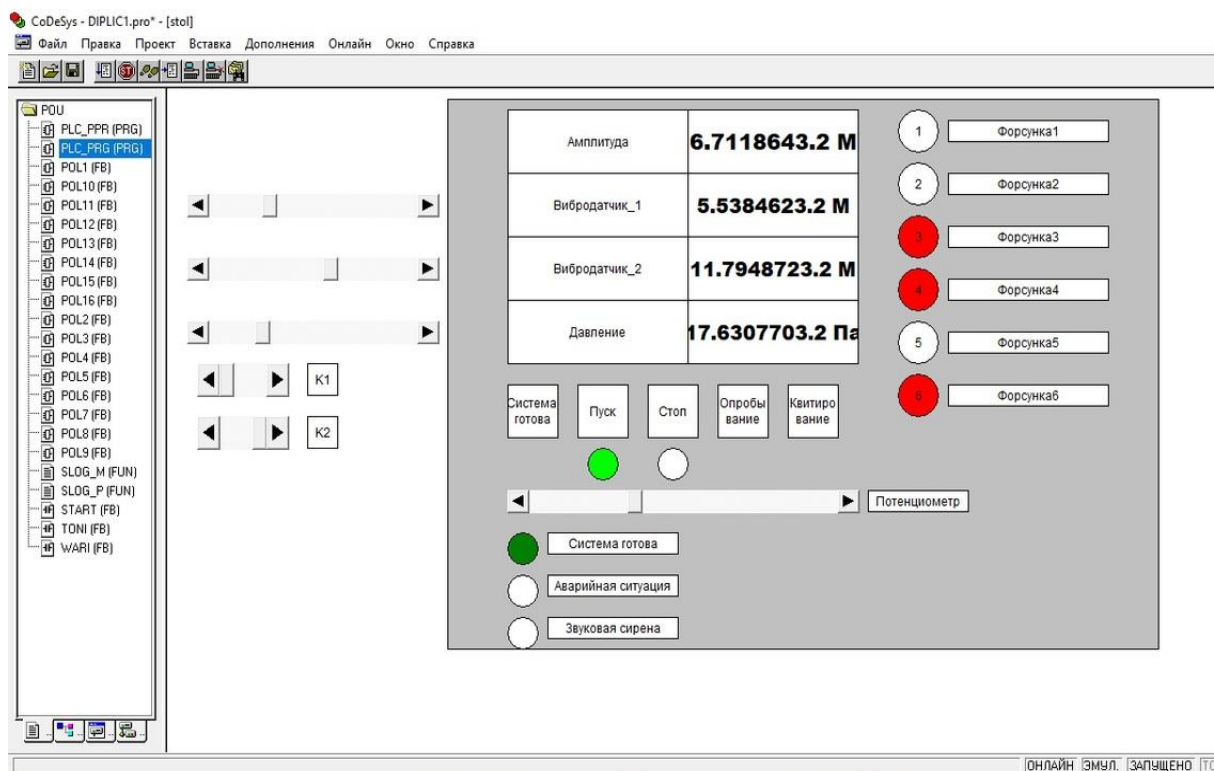 CoDeSys - DIPLIC1.pro* - [stol]
Файл Правка Проект Вставка Дополнения Онлайн Окно Справка
POU
PLC_PPR (PRG)
PLC_PRG (PRG)
POL1 (FB)
POL10 (FB)
POL11 (FB)
POL12 (FB)
POL13 (FB)
POL14 (FB)
POL15 (FB)
POL16 (FB)
POL2 (FB)
POL3 (FB)
POL4 (FB)
POL5 (FB)
POL6 (FB)
POL7 (FB)
POL8 (FB)
POL9 (FB)
SLOG_M (FUN)
SLOG_P (FUN)
START (FB)
TONI (FB)
WARI (FB)
K1
K2
Амплитуда 6.7118643.2 М
Вибродатчик_1 5.5384623.2 М
Вибродатчик_2 11.7948723.2 М
Давление 17.6307703.2 Па
1 Форсунка1
2 Форсунка2
3 Форсунка3
4 Форсунка4
5 Форсунка5
6 Форсунка6
Система
готова
Пуск
Стоп
Опробы
вание
Квитиро
вание
Потенциометр
Система готова
Аварийная ситуация
Звуковая сирена
ОНЛАЙН ЭМУЛ. ЗАПУЩЕНО